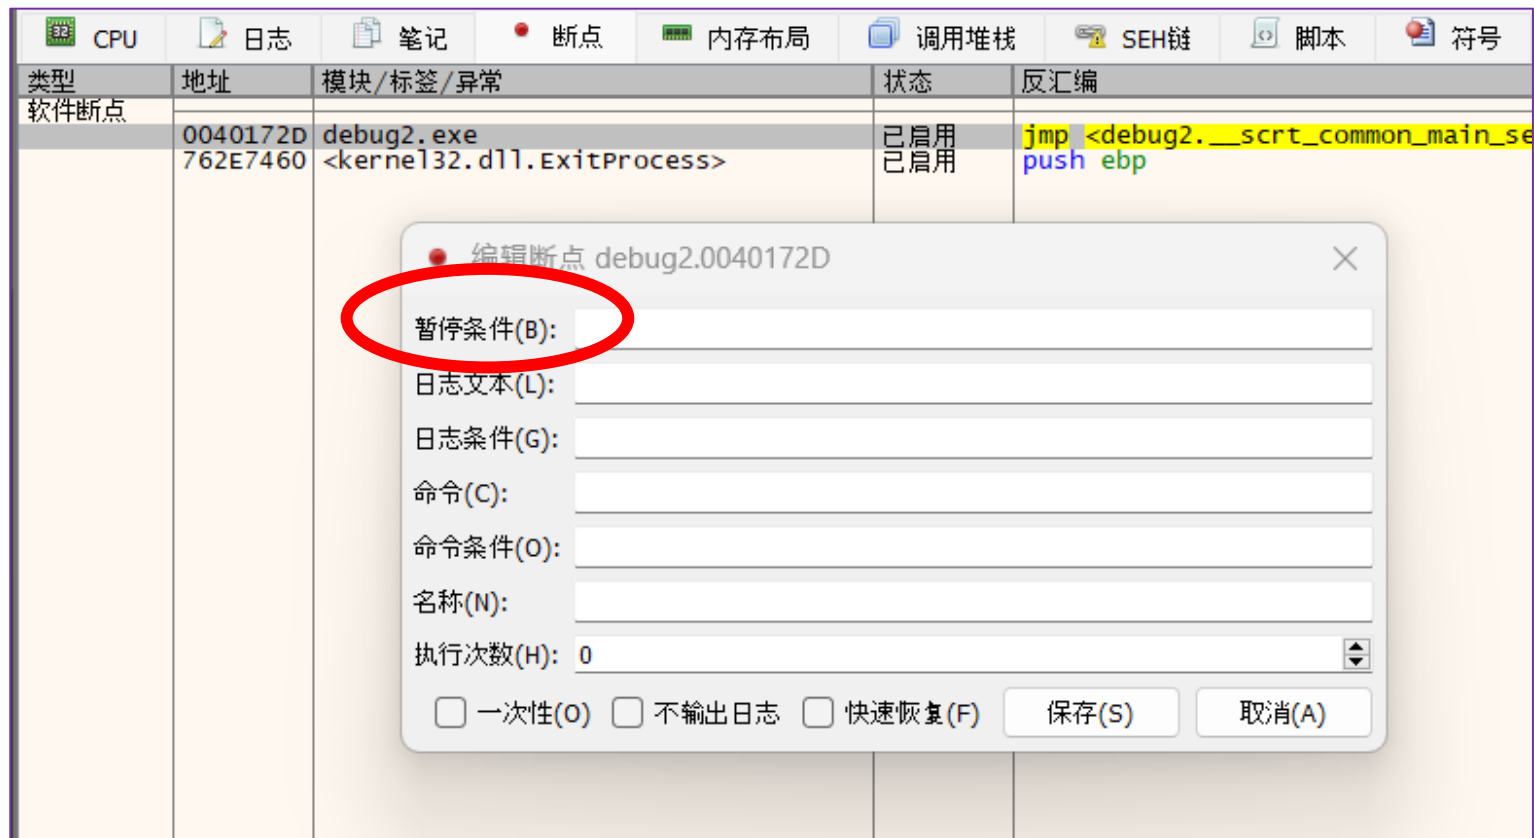 CPU 日志 笔记 断点 内存布局 调用堆栈 SEH链 脚本 符号
类型 地址 模块/标签/异常 状态 反汇编
软件断点
0040172D debug2.exe 已启用 jmp <debug2.__scrt_common_main_se
762E7460 <kernel32.dll.ExitProcess> 已启用 push ebp
编辑断点 debug2.0040172D
暂停条件(B):
日志文本(L):
日志条件(G):
命令(C):
命令条件(O):
名称(N):
执行次数(H): 0
一次性(O) 不输出日志 快速恢复(F) 保存(S) 取消(A)